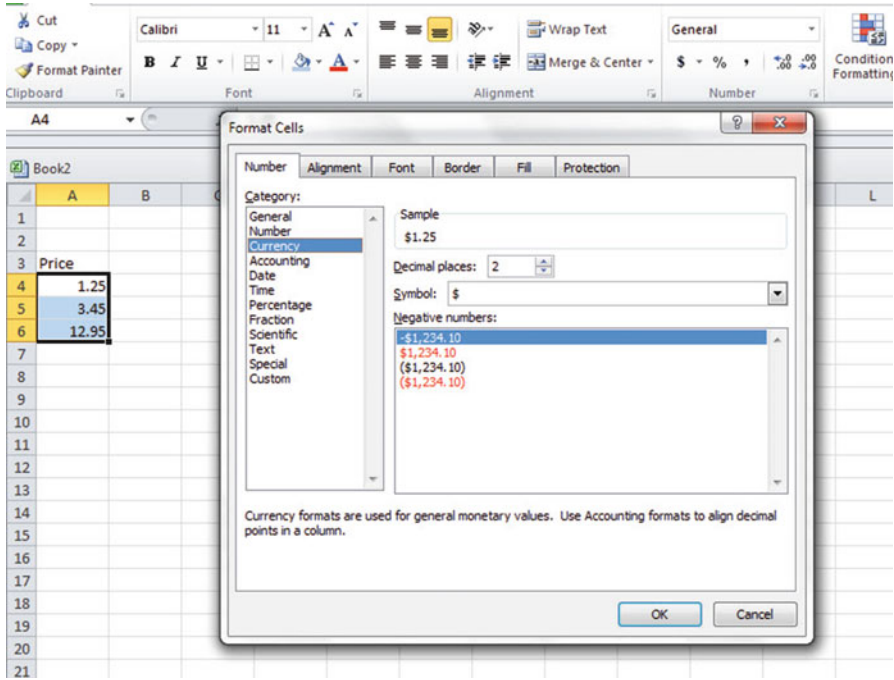 Cut
Copy
Format Painter
Clipboard
Calibri
11
A A
B I U
A
Font
Wrap Text
Merge & Center
Alignment
General
$ % ,
.0 .00
.00 .0
Number
Condition
Formatting
A4
Book2
A B C L
1
2
3 Price
4 1.25
5 3.45
6 12.95
7
8
9
10
11
12
13
14
15
16
17
18
19
20
21
Format Cells
?
Number Alignment Font Border Fill Protection
Category:
General
Number
Currency
Accounting
Date
Time
Percentage
Fraction
Scientific
Text
Special
Custom
Sample
$1.25
Decimal places: 2
Symbol: $
Negative numbers:
-$1,234.10
$1,234.10
($1,234.10)
($1,234.10)
Currency formats are used for general monetary values. Use Accounting formats to align decimal
points in a column.
OK Cancel